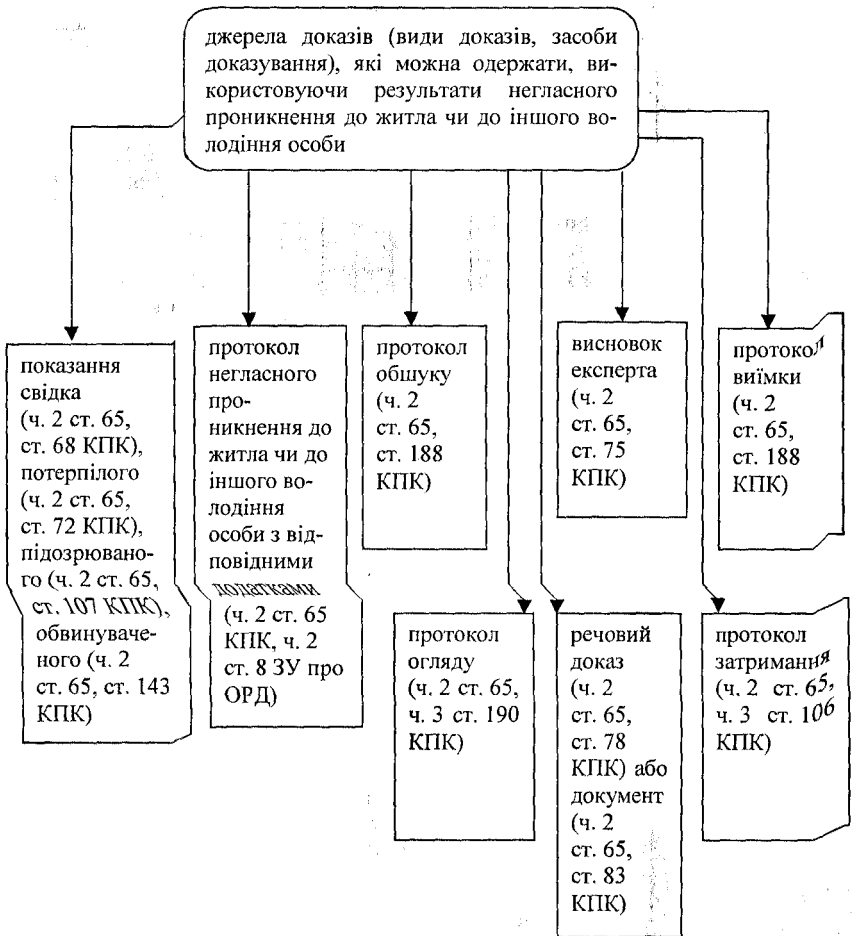 джерела доказів (види доказів, засоби
доказування), які можна одержати, ви-
користовуючи результати негласного
проникнення до житла чи до іншого во-
лодіння особи
показання
свідка
(ч. 2 ст. 65,
ст. 68 КПК),
потерпілого
(ч. 2 ст. 65,
ст. 72 КПК),
підозрювано-
го (ч. 2 ст. 65,
ст. 107 КПК),
обвинуваче-
ного (ч. 2
ст. 65, ст. 143
КПК)
протокол
негласного
про-
никнення до
житла чи до
іншого во-
лодіння
особи з від-
повідними
додатками
(ч. 2 ст. 65
КПК, ч. 2
ст. 8 ЗУ про
ОРД)
протокол
обшуку
(ч. 2
ст. 65,
ст. 188
КПК)
висновок
експерта
(ч. 2
ст. 65,
ст. 75
КПК)
протокол
виїмки
(ч. 2
ст. 65,
ст. 188
КПК)
протокол
огляду
(ч. 2 ст. 65,
ч. 3 ст. 190
КПК)
речовий
доказ
(ч. 2
ст. 65,
ст. 78
КПК) або
документ
(ч. 2
ст. 65,
ст. 83
КПК)
протокол
затримання
(ч. 2 ст. 65,
ч. 3 ст. 106
КПК)